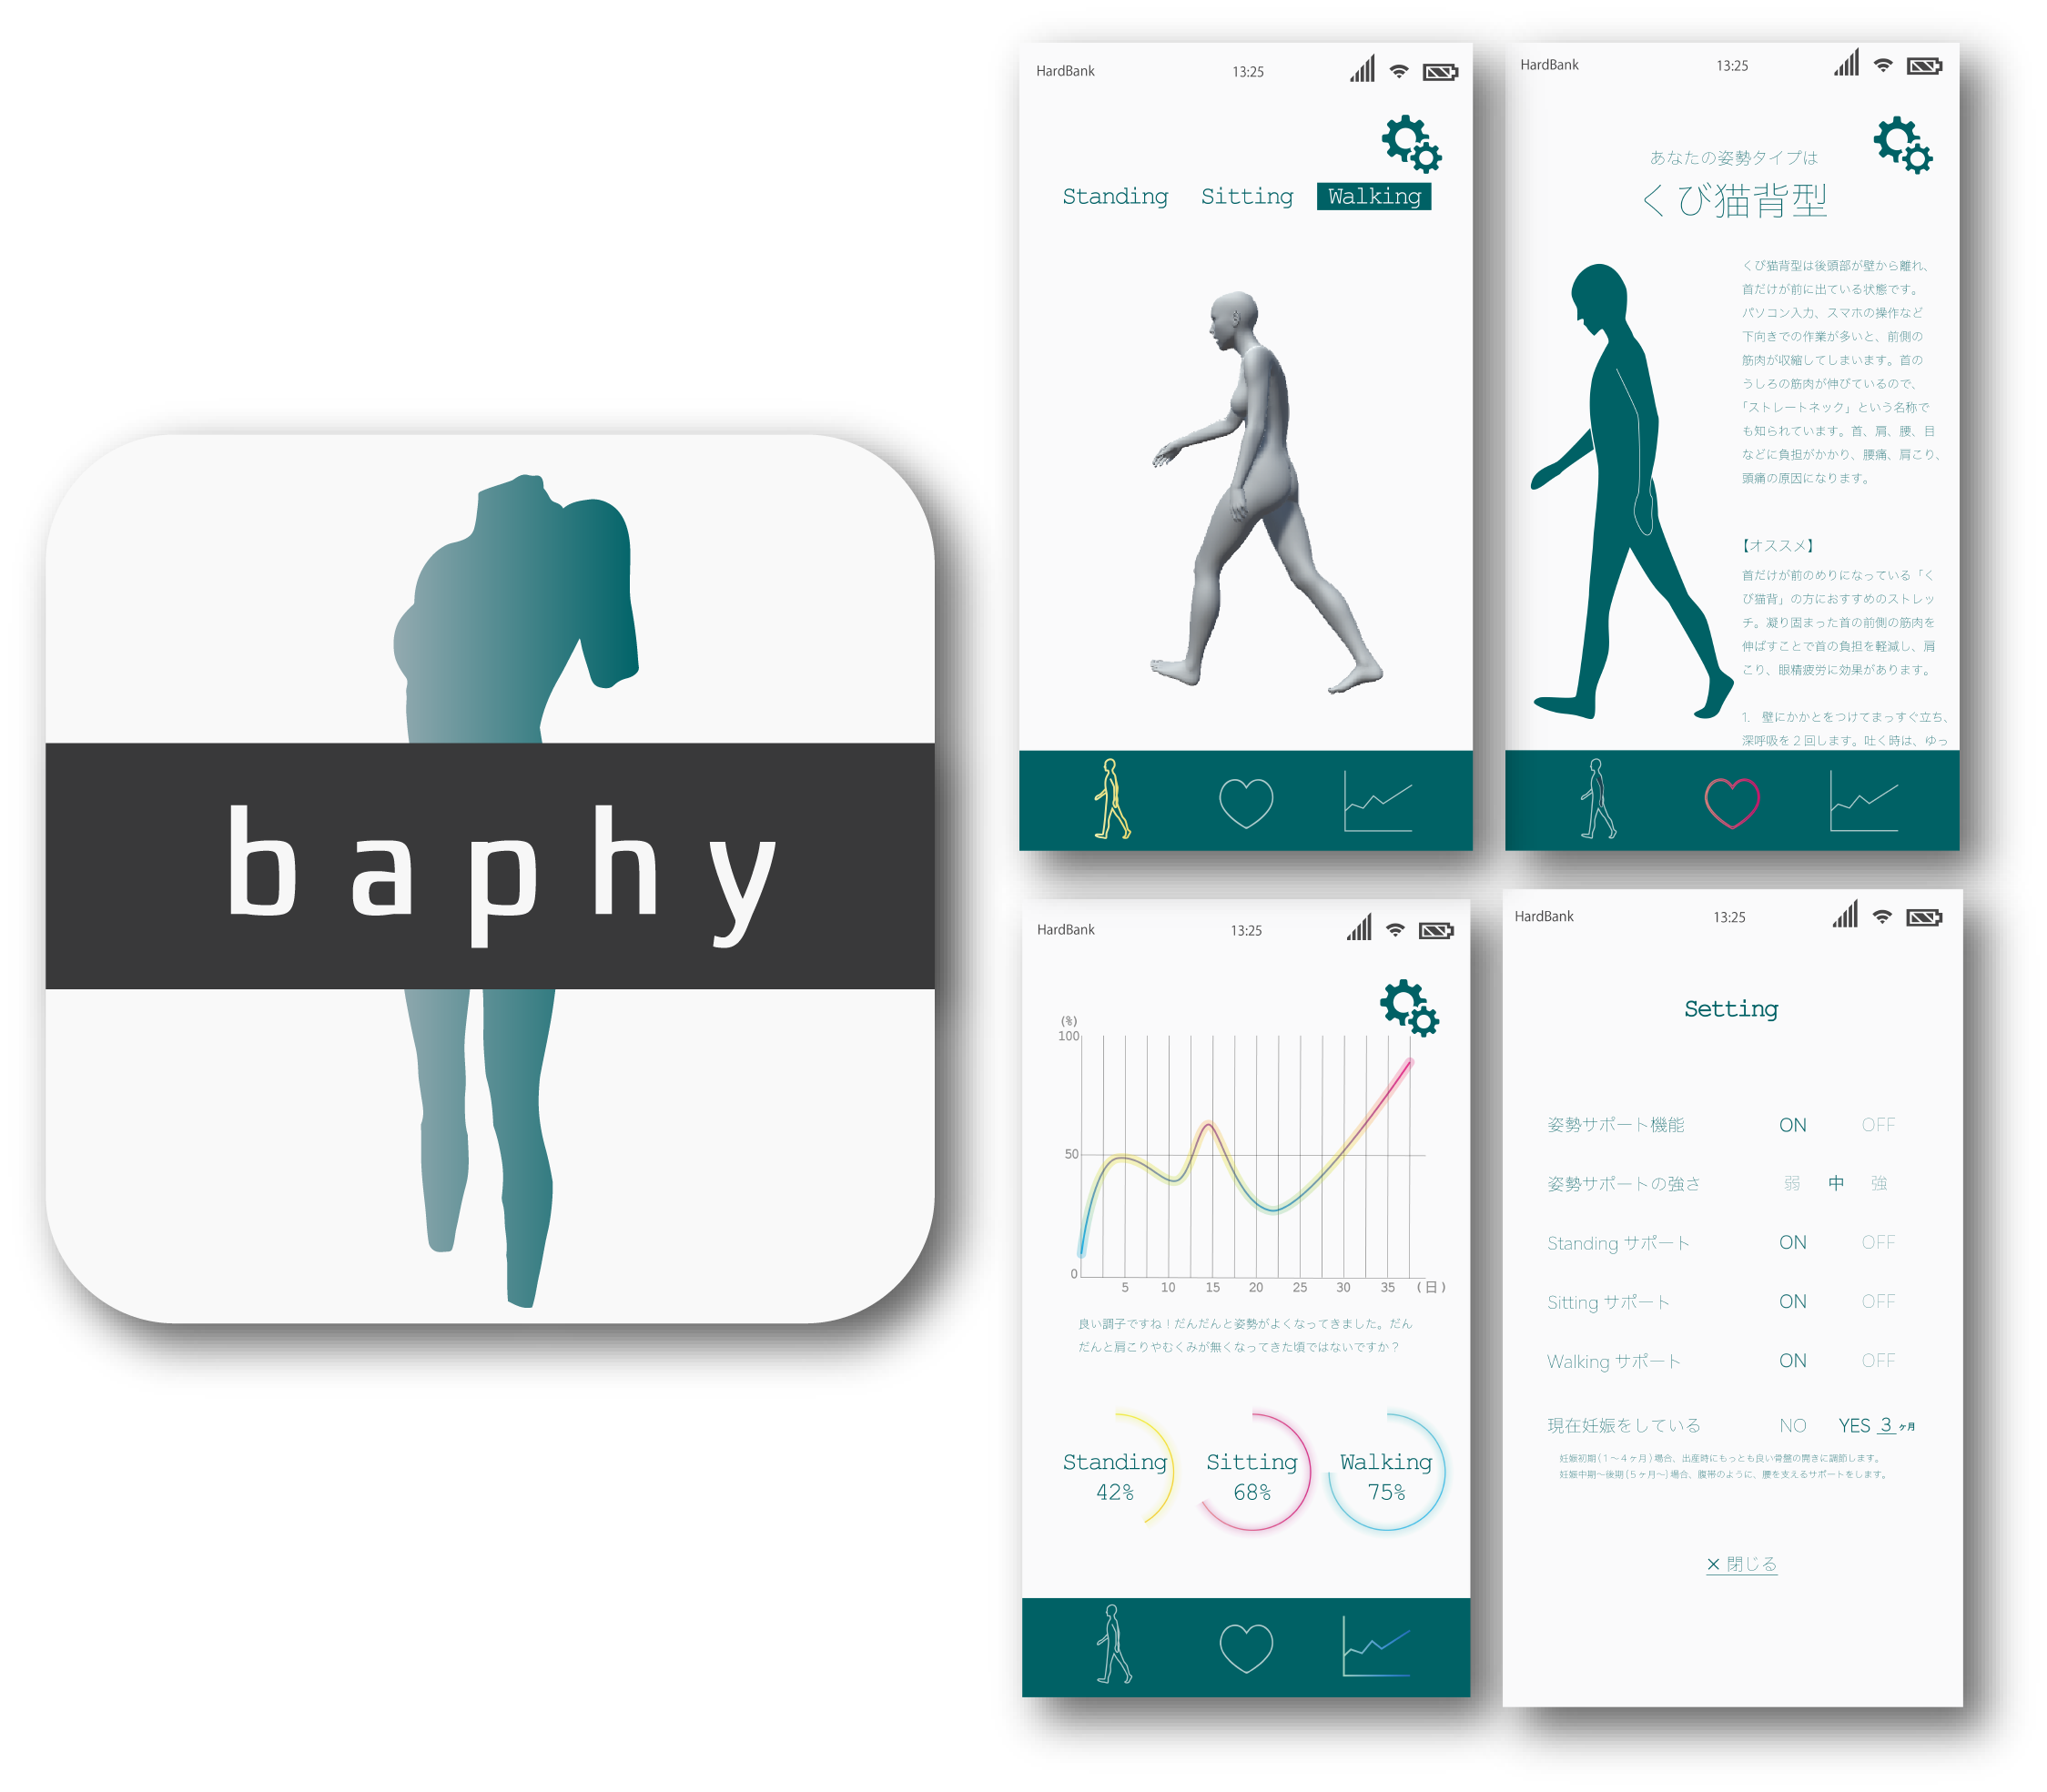 baphy
HardBank 13:25
Standing Sitting Walking
HardBank 13:25
あなたの姿勢タイプは
くび猫背型
くび猫背型は後頭部が壁から離れ、
首だけが前に出ている状態です。
パソコン入力、スマホの操作など
下向きでの作業が多いと、前側の
筋肉が収縮してしまいます。首の
うしろの筋肉が伸びているので、
「ストレートネック」という名称で
も知られています。首、肩、腰、目
などに負担がかかり、腰痛、肩こり、
頭痛の原因になります。
【オススメ】
首だけが前のめりになっている「く
び猫背」の方におすすめのストレッ
チ。凝り固まった首の前側の筋肉を
伸ばすことで首の負担を軽減し、肩
こり、眼精疲労に効果があります。
1. 壁にかかとをつけてまっすぐ立ち、
深呼吸を2回します。吐く時は、ゆっ
HardBank 13:25
(%)
100
50
0
5 10 15 20 25 30 35 (日)
良い調子ですね！だんだんと姿勢がよくなってきました。だん
だんと肩こりやむくみが無くなってきた頃ではないですか？
Standing Sitting Walking
42% 68% 75%
HardBank 13:25
Setting
姿勢サポート機能 ON OFF
姿勢サポートの強さ 弱 中 強
Standing サポート ON OFF
Sitting サポート ON OFF
Walking サポート ON OFF
現在妊娠をしている NO YES 3 ヶ月
妊娠初期(1～4ヶ月)場合、出産時にもっとも良い骨盤の開きに調節します。
妊娠中期～後期(5ヶ月～)場合、腹帯のように、腰を支えるサポートをします。
× 閉じる